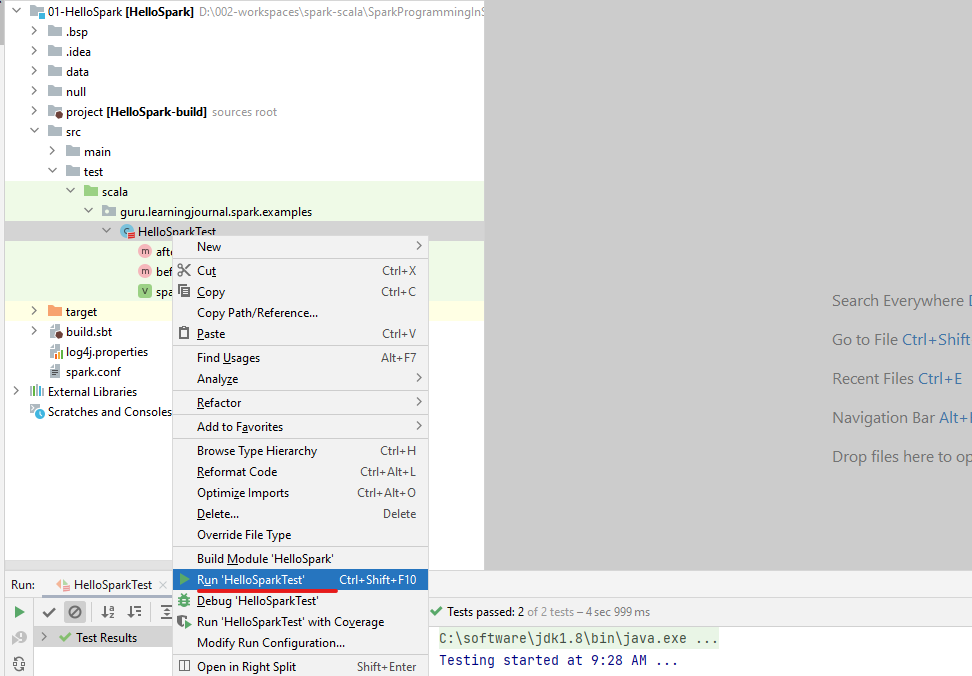 01-HelloSpark [HelloSpark] D:\002-workspaces\spark-scala\SparkProgrammingInS
.bsp
.idea
data
null
project [HelloSpark-build] sources root
src
main
test
scala
guru.learningjournal.spark.examples
HelloSparkTest
m afte
m bef
V spa
target
build.sbt
log4j.properties
spark.conf
External Libraries
Scratches and Consoles
New
Cut Ctrl+X
Copy Ctrl+C
Copy Path/Reference...
Paste Ctrl+V
Find Usages Alt+F7
Analyze
Refactor
Add to Favorites
Browse Type Hierarchy Ctrl+H
Reformat Code Ctrl+Alt+L
Optimize Imports Ctrl+Alt+O
Delete... Delete
Override File Type
Build Module 'HelloSpark'
Run 'HelloSparkTest' Ctrl+Shift+F10
Debug 'HelloSparkTest'
Run 'HelloSparkTest' with Coverage
Modify Run Configuration...
Open in Right Split Shift+Enter
Search Everywhere D
Go to File Ctrl+Shift
Recent Files Ctrl+E
Navigation Bar Alt+
Drop files here to op
Run: HelloSparkTest
Tests passed: 2 of 2 tests – 4 sec 999 ms
Test Results
C:\software\jdk1.8\bin\java.exe ...
Testing started at 9:28 AM ...